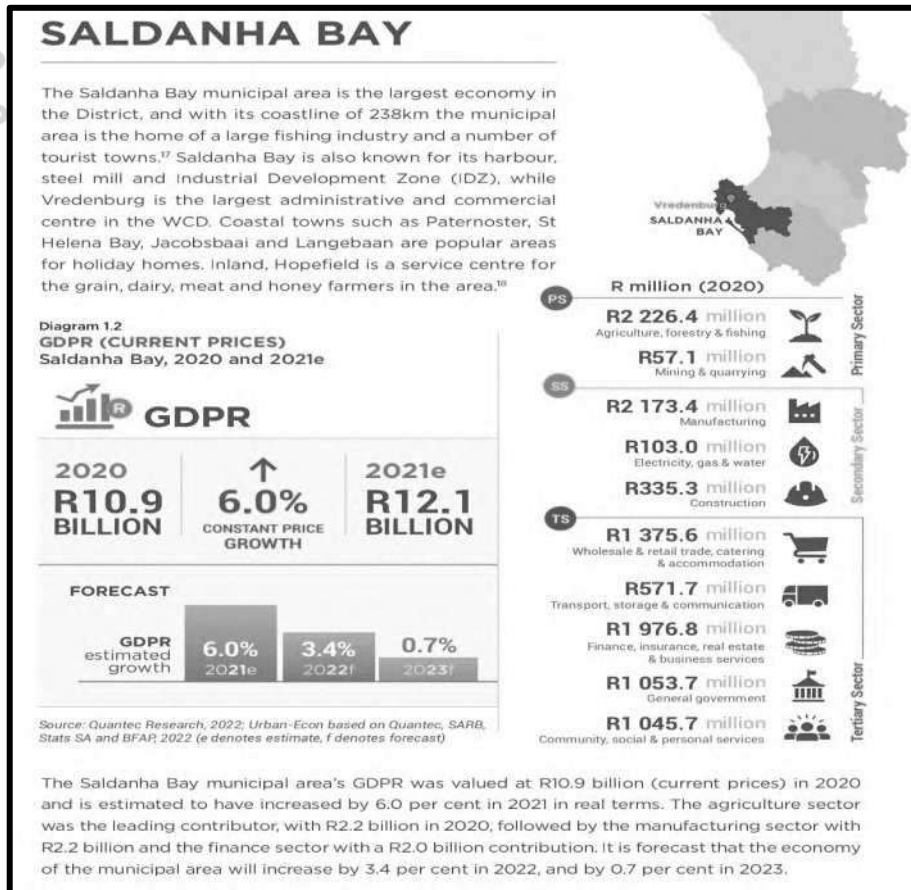 SALDANHA BAY
The Saldanha Bay municipal area is the largest economy in
the District, and with its coastline of 238km the municipal
area is the home of a large fishing industry and a number of
tourist towns.¹⁷ Saldanha Bay is also known for its harbour,
steel mill and Industrial Development Zone (IDZ), while
Vredenburg is the largest administrative and commercial
centre in the WCD. Coastal towns such as Paternoster, St
Helena Bay, Jacobsbaai and Langebaan are popular areas
for holiday homes. Inland, Hopefield is a service centre for
the grain, dairy, meat and honey farmers in the area.¹⁸
Vredenburg
SALDANHA
BAY
Diagram 1.2
GDPR (CURRENT PRICES)
Saldanha Bay, 2020 and 2021e
R
GDPR
2020
R10.9
BILLION
6.0%
CONSTANT PRICE
GROWTH
2021e
R12.1
BILLION
FORECAST
GDPR
estimated
growth
6.0%
2021e
3.4%
2022f
0.7%
2023f
Source: Quantec Research, 2022; Urban-Econ based on Quantec, SARB,
Stats SA and BFAP, 2022 (e denotes estimate, f denotes forecast)
R million (2020)
PS
Primary Sector
R2 226.4 million
Agriculture, forestry & fishing
R57.1 million
Mining & quarrying
SS
Secondary Sector
R2 173.4 million
Manufacturing
R103.0 million
Electricity, gas & water
R335.3 million
Construction
TS
Tertiary Sector
R1 375.6 million
Wholesale & retail trade, catering
& accommodation
R571.7 million
Transport, storage & communication
R1 976.8 million
Finance, insurance, real estate
& business services
R1 053.7 million
General government
R1 045.7 million
Community, social & personal services
The Saldanha Bay municipal area's GDPR was valued at R10.9 billion (current prices) in 2020
and is estimated to have increased by 6.0 per cent in 2021 in real terms. The agriculture sector
was the leading contributor, with R2.2 billion in 2020, followed by the manufacturing sector with
R2.2 billion and the finance sector with a R2.0 billion contribution. It is forecast that the economy
of the municipal area will increase by 3.4 per cent in 2022, and by 0.7 per cent in 2023.